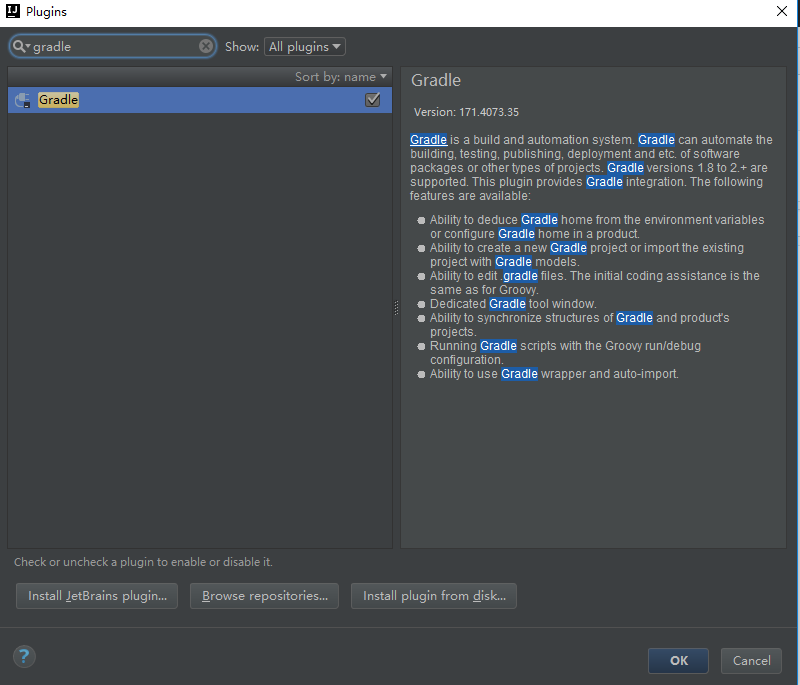 Plugins
gradle
Show: All plugins
Sort by: name
Gradle
Gradle
Version: 171.4073.35
Gradle is a build and automation system. Gradle can automate the
building, testing, publishing, deployment and etc. of software
packages or other types of projects. Gradle versions 1.8 to 2.+ are
supported. This plugin provides Gradle integration. The following
features are available:
Ability to deduce Gradle home from the environment variables
or configure Gradle home in a product.
Ability to create a new Gradle project or import the existing
project with Gradle models.
Ability to edit .gradle files. The initial coding assistance is the
same as for Groovy.
Dedicated Gradle tool window.
Ability to synchronize structures of Gradle and product's
projects.
Running Gradle scripts with the Groovy run/debug
configuration.
Ability to use Gradle wrapper and auto-import.
Check or uncheck a plugin to enable or disable it.
Install JetBrains plugin...
Browse repositories...
Install plugin from disk...
?
OK
Cancel